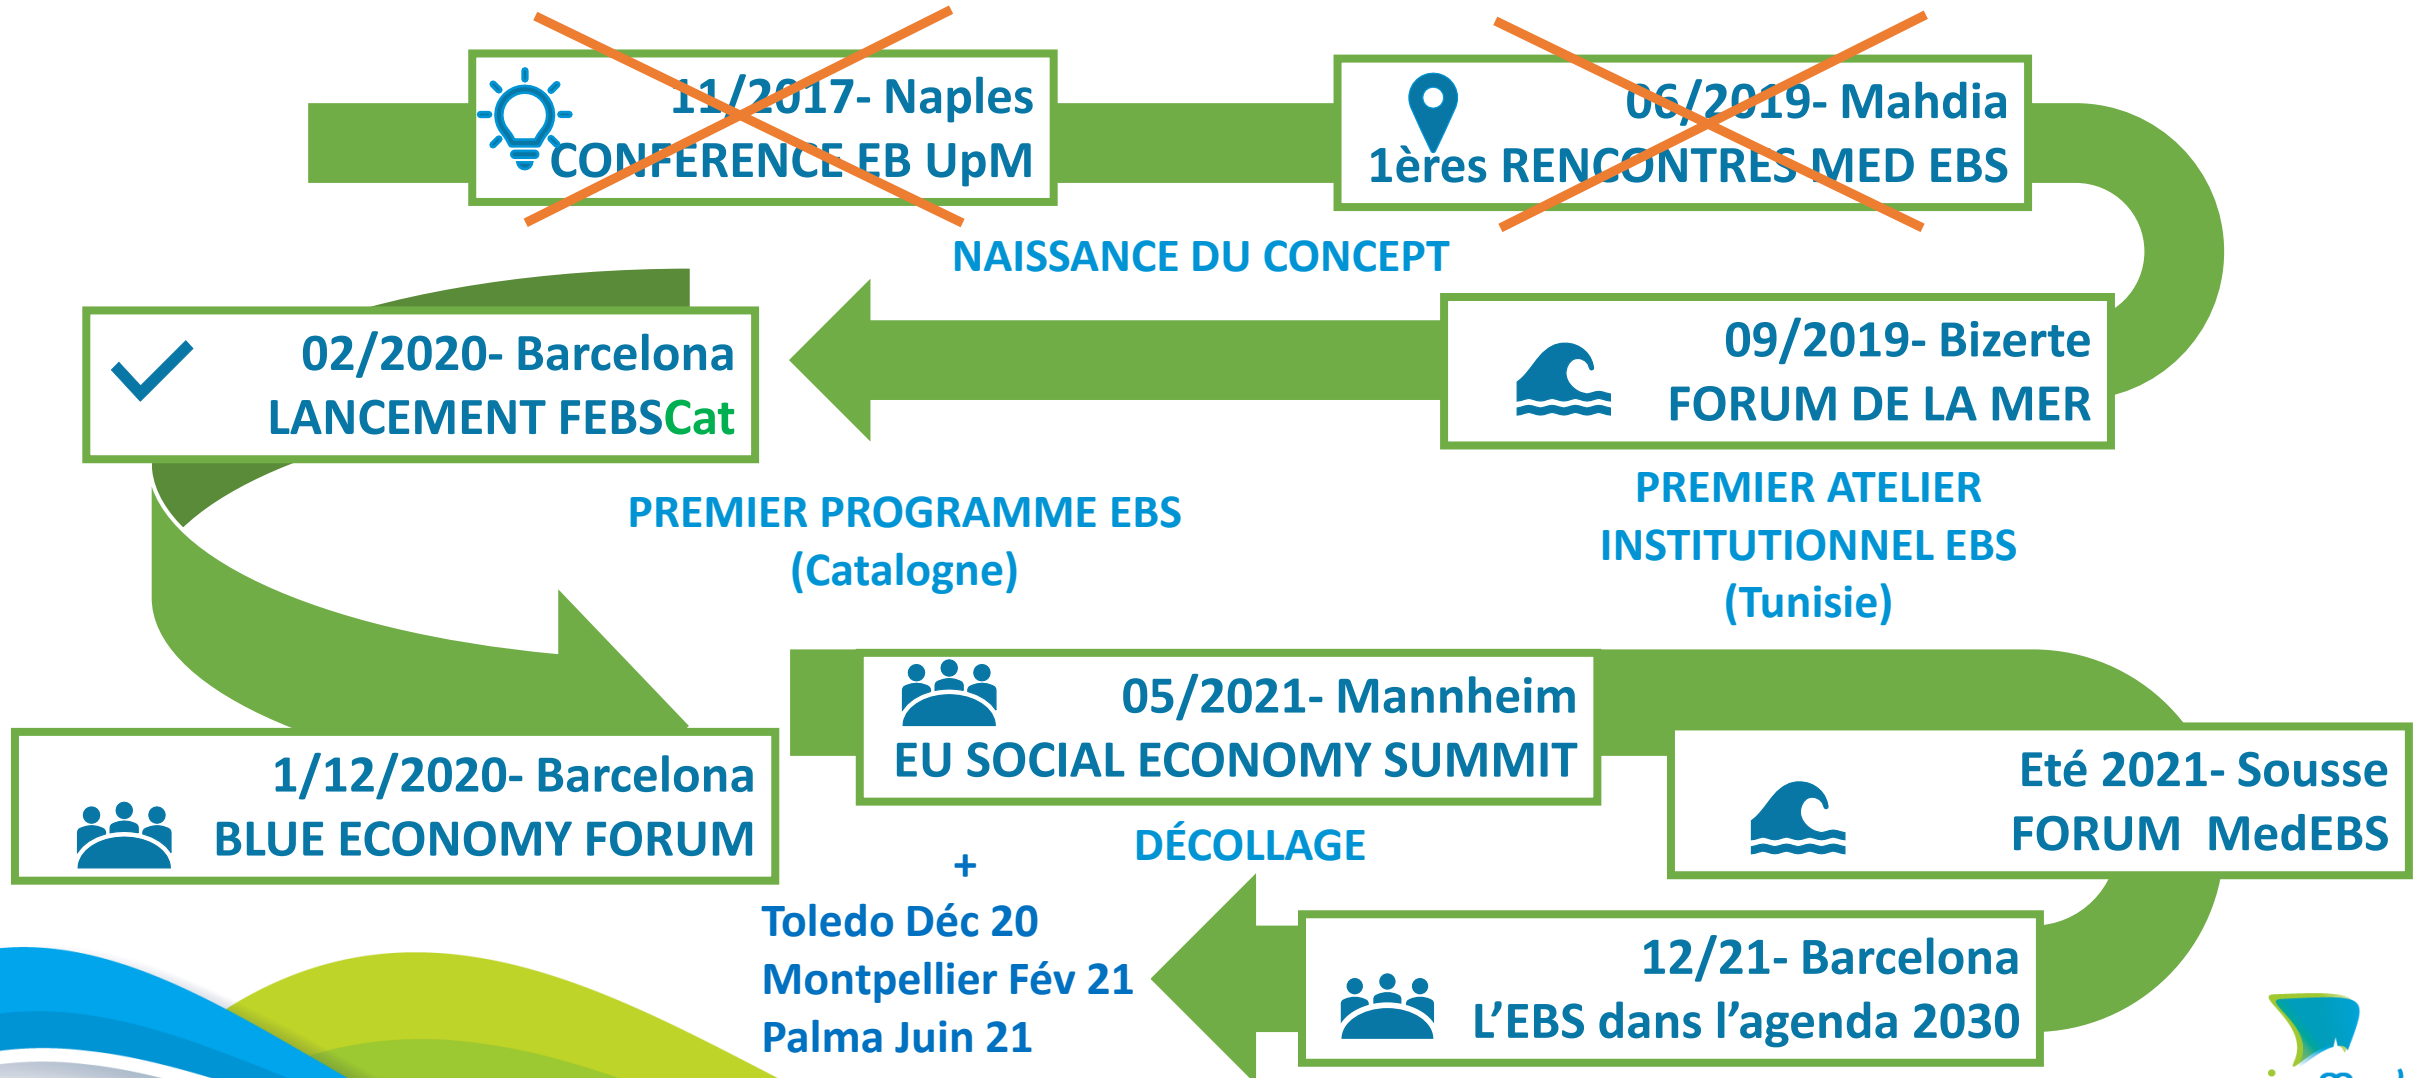 11/2017- Naples
CONFERENCE EB UpM
06/2019- Mahdia
1ères RENCONTRES MED EBS
NAISSANCE DU CONCEPT
09/2019- Bizerte
FORUM DE LA MER
02/2020- Barcelona
LANCEMENT FEBSCat
PREMIER ATELIER
INSTITUTIONNEL EBS
(Tunisie)
PREMIER PROGRAMME EBS
(Catalogne)
1/12/2020- Barcelona
BLUE ECONOMY FORUM
05/2021- Mannheim
EU SOCIAL ECONOMY SUMMIT
Eté 2021- Sousse
FORUM  MedEBS
DÉCOLLAGE
+
Toledo Déc 20
Montpellier Fév 21
Palma Juin 21
12/21- Barcelona
L’EBS dans l’agenda 2030